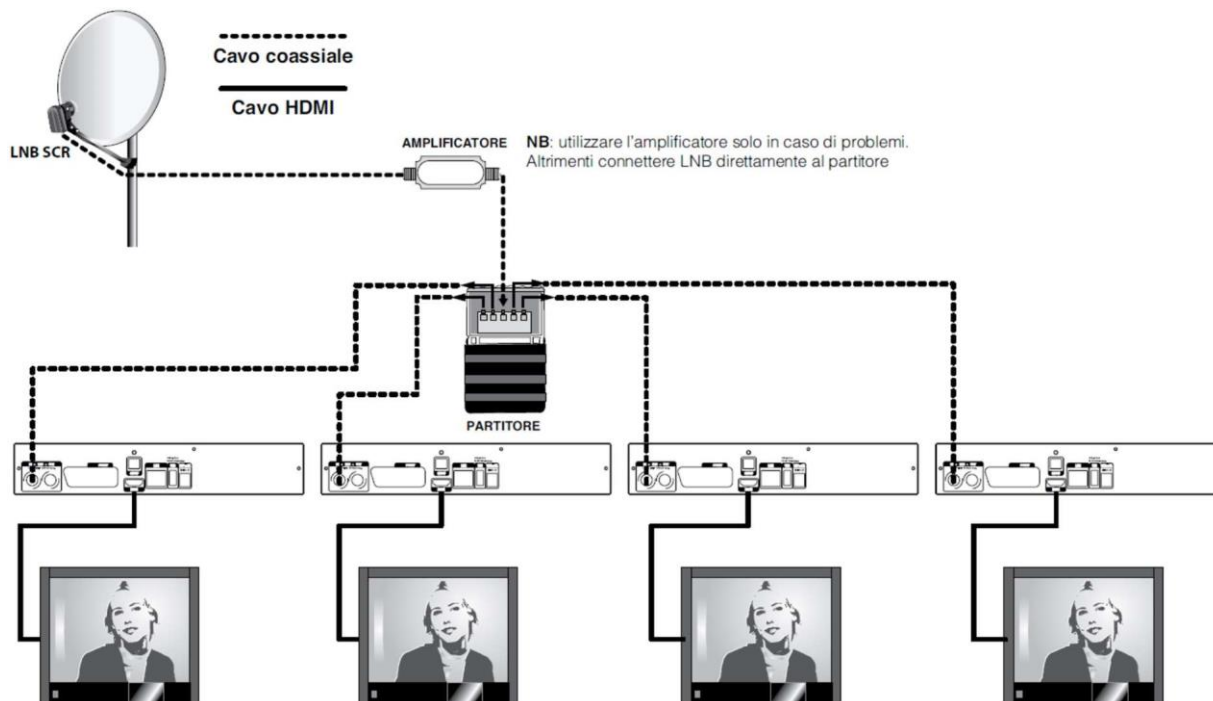 Cavo coassiale
Cavo HDMI
LNB SCR
AMPLIFICATORE
NB: utilizzare l'amplificatore solo in caso di problemi.
Altrimenti connettere LNB direttamente al partitore
PARTITORE